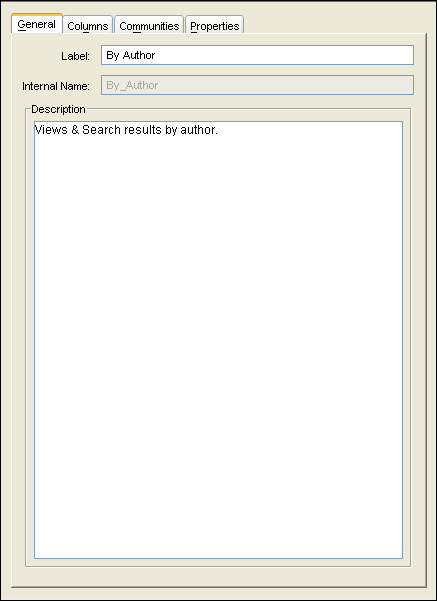 General Columns Communities Properties
Label: By Author
Internal Name: By_Author
Description
Views & Search results by author.